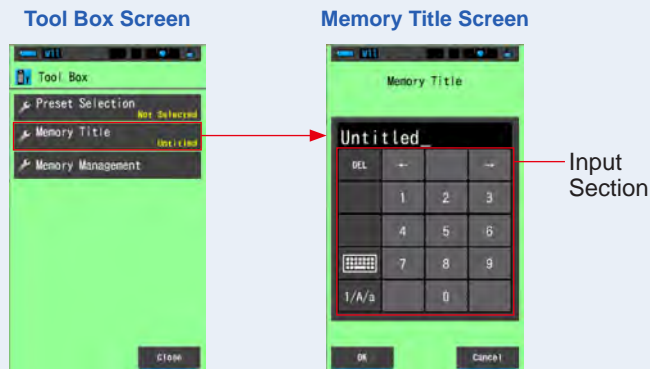 Tool Box Screen
Memory Title Screen
Tool Box
Preset Selection
Not Selected
Memory Title
Untitled
Memory Management
Close
Memory Title
Untitled_
DEL ← →
1 2 3
4 5 6
7 8 9
1/A/a 0
OK Cancel
Input
Section